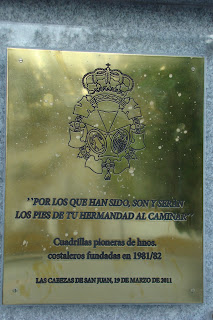 "POR LOS QUE HAN SIDO, SON Y SERÁN
LOS PIES DE TU HERMANDAD AL CAMINAR"
Cuadrillas pioneras de hnos.
costaleros fundadas en 1981/82
LAS CABEZAS DE SAN JUAN, 19 DE MARZO DE 2011